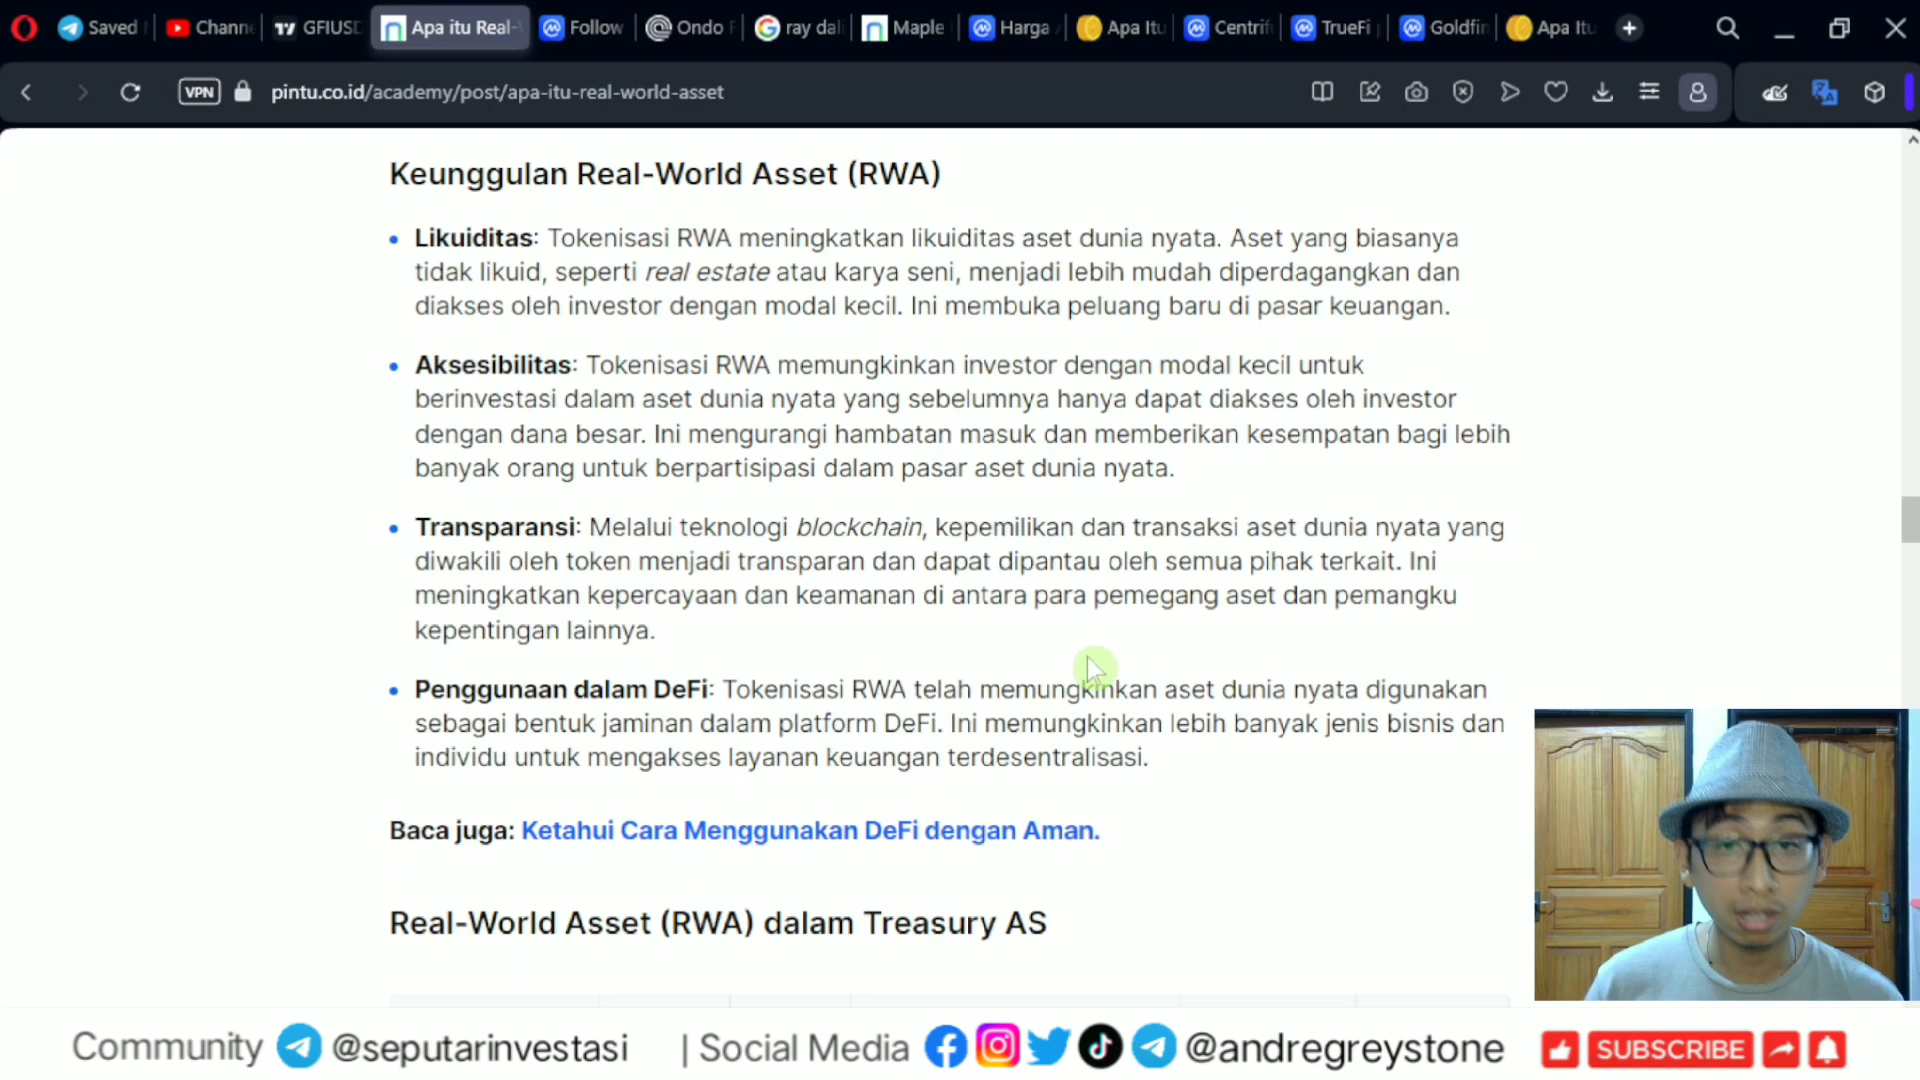 Saved
Chann
GFIUSD
Apa itu Real-
Follow
Ondo
ray dali
Maple
Harga
Apa Itu
Centrif
TrueFi
Goldfin
Apa Itu
VPN
pintu.co.id/academy/post/apa-itu-real-world-asset
Keunggulan Real-World Asset (RWA)
Likuiditas: Tokenisasi RWA meningkatkan likuiditas aset dunia nyata. Aset yang biasanya
tidak likuid, seperti real estate atau karya seni, menjadi lebih mudah diperdagangkan dan
diakses oleh investor dengan modal kecil. Ini membuka peluang baru di pasar keuangan.
Aksesibilitas: Tokenisasi RWA memungkinkan investor dengan modal kecil untuk
berinvestasi dalam aset dunia nyata yang sebelumnya hanya dapat diakses oleh investor
dengan dana besar. Ini mengurangi hambatan masuk dan memberikan kesempatan bagi lebih
banyak orang untuk berpartisipasi dalam pasar aset dunia nyata.
Transparansi: Melalui teknologi blockchain, kepemilikan dan transaksi aset dunia nyata yang
diwakili oleh token menjadi transparan dan dapat dipantau oleh semua pihak terkait. Ini
meningkatkan kepercayaan dan keamanan di antara para pemegang aset dan pemangku
kepentingan lainnya.
Penggunaan dalam DeFi: Tokenisasi RWA telah memungkinkan aset dunia nyata digunakan
sebagai bentuk jaminan dalam platform DeFi. Ini memungkinkan lebih banyak jenis bisnis dan
individu untuk mengakses layanan keuangan terdesentralisasi.
Baca juga: Ketahui Cara Menggunakan DeFi dengan Aman.
Real-World Asset (RWA) dalam Treasury AS
Community @seputarinvestasi | Social Media @andregreystone SUBSCRIBE